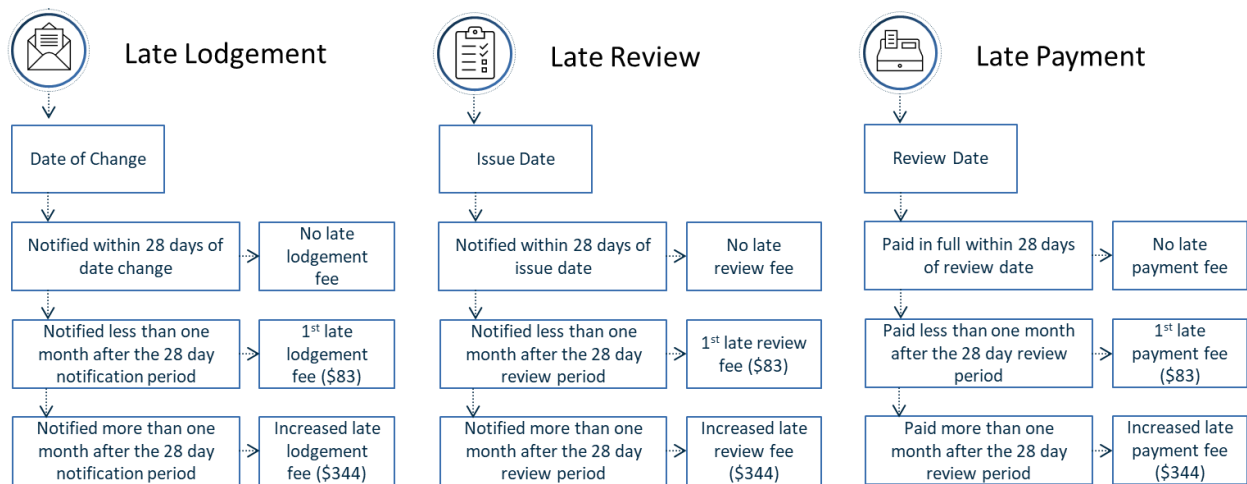 Late Lodgement
Date of Change
Notified within 28 days of
date change
No late
lodgement
fee
Notified less than one
month after the 28 day
notification period
1st late
lodgement
fee ($83)
Notified more than one
month after the 28 day
notification period
Increased late
lodgement
fee ($344)
Late Review
Issue Date
Notified within 28 days of
issue date
No late
review fee
Notified less than one
month after the 28 day
review period
1st late review
fee ($83)
Notified more than one
month after the 28 day
review period
Increased late
review fee
($344)
Late Payment
Review Date
Paid in full within 28 days
of review date
No late
payment fee
Paid less than one month
after the 28 day review
period
1st late
payment fee
($83)
Paid more than one
month after the 28 day
review period
Increased late
payment fee
($344)